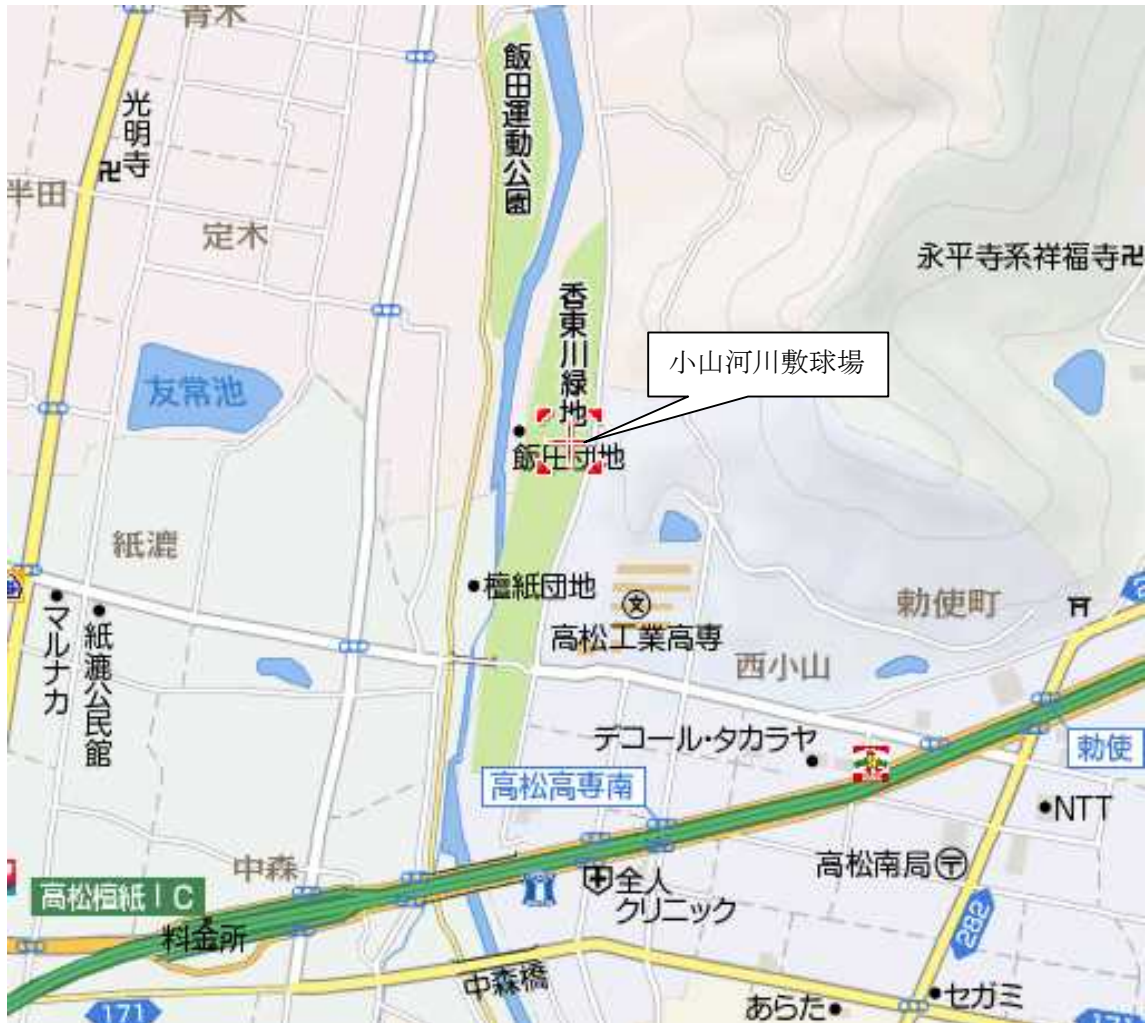 青木
飯田運動公園
光明寺
半田
定木
永平寺系祥福寺
香東川緑地
小山河川敷球場
友常池
飯田団地
紙漉
檀紙団地
文
高松工業高専
勅使町
マルナカ
紙漉公民館
西小山
デコール・タカラヤ
勅使
高松高専南
NTT
中森
高松南局
高松檀紙IC
全人
クリニック
料金所
282
中森橋
セガミ
あらた
171
171